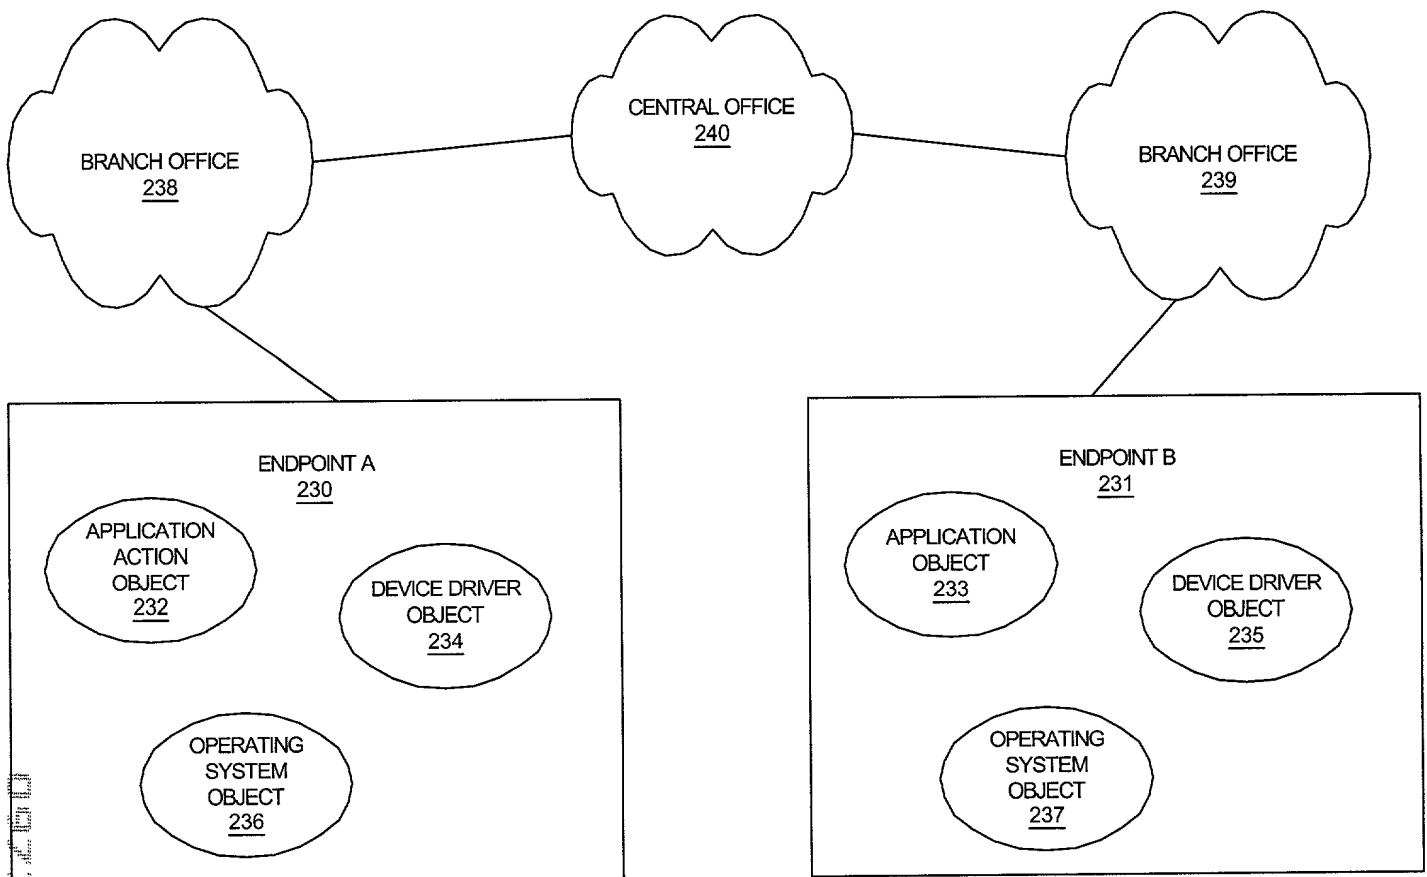 BRANCH OFFICE
238
CENTRAL OFFICE
240
BRANCH OFFICE
239
ENDPOINT A
230
APPLICATION
ACTION
OBJECT
232
DEVICE DRIVER
OBJECT
234
OPERATING
SYSTEM
OBJECT
236
ENDPOINT B
231
APPLICATION
OBJECT
233
DEVICE DRIVER
OBJECT
235
OPERATING
SYSTEM
OBJECT
237